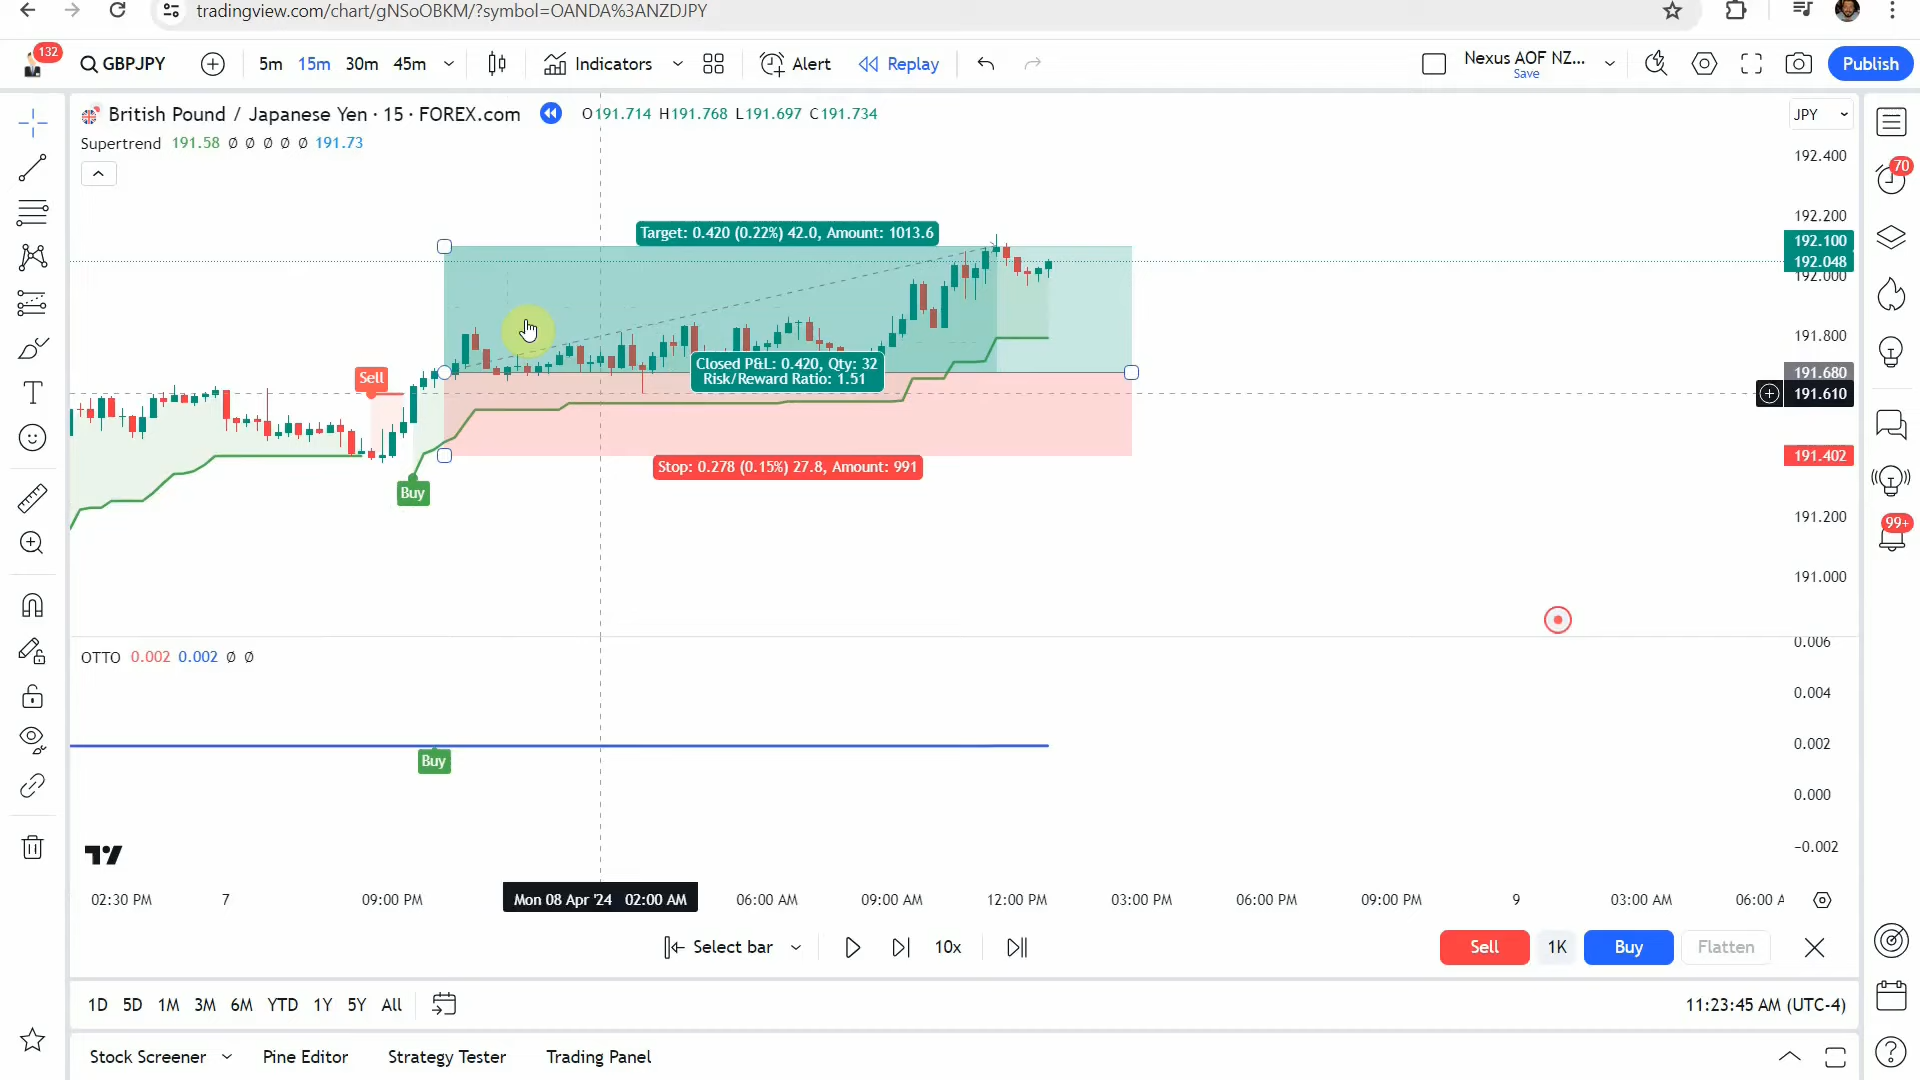 tradingview.com/chart/gNSoOBKM/?symbol=OANDA%3ANZDJPY
132
GBPJPY
5m 15m 30m 45m
Indicators
Alert
Replay
Nexus AOF NZ...
Save
Publish
British Pound / Japanese Yen · 15 · FOREX.com
O191.714 H191.768 L191.697 C191.734
JPY
Supertrend 191.58 Ø Ø Ø Ø Ø 191.73
192.400
70
192.200
Target: 0.420 (0.22%) 42.0, Amount: 1013.6
192.100
192.048
192.000
191.800
Closed P&L: 0.420, Qty: 32
Risk/Reward Ratio: 1.51
191.680
Sell
191.610
191.402
Stop: 0.278 (0.15%) 27.8, Amount: 991
Buy
191.200
99+
191.000
0.006
OTTO 0.002 0.002 Ø Ø
0.004
0.002
Buy
0.000
−0.002
02:30 PM 7 09:00 PM Mon 08 Apr '24 02:00 AM 06:00 AM 09:00 AM 12:00 PM 03:00 PM 06:00 PM 09:00 PM 9 03:00 AM 06:00 A
Select bar
10x
Sell 1K Buy Flatten
1D 5D 1M 3M 6M YTD 1Y 5Y All
11:23:45 AM (UTC-4)
Stock Screener Pine Editor Strategy Tester Trading Panel